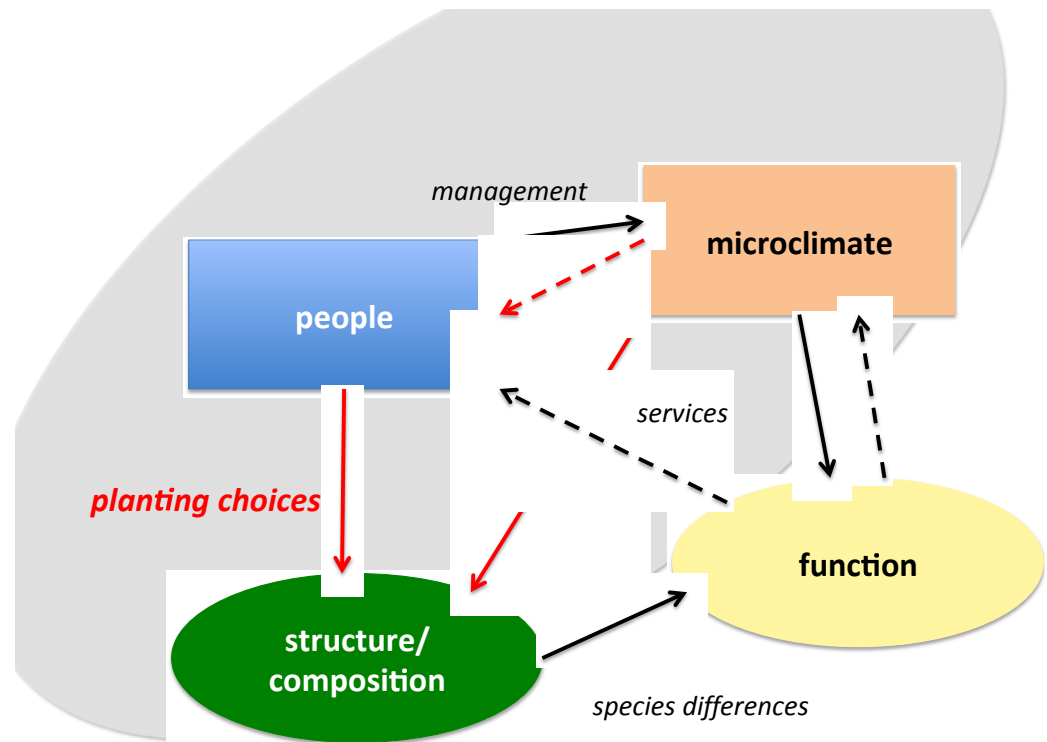 management
microclimate
people
services
planting choices
function
structure/
composition
species differences